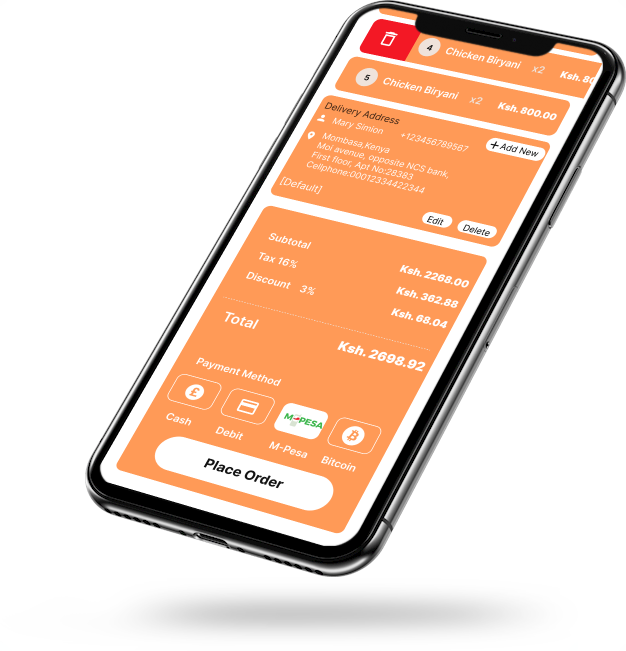 4 Chicken Biryani x2 Ksh. 80
5 Chicken Biryani x2 Ksh. 800.00
Delivery Address
Mary Simion +123456789567
+ Add New
Mombasa,Kenya
Moi avenue, opposite NCS bank,
First floor, Apt No:28383
Cellphone:00012334422344
[Default]
Edit Delete
Subtotal Ksh. 2268.00
Tax 16% Ksh. 362.88
Discount 3% Ksh. 68.04
Total Ksh. 2698.92
Payment Method
M-PESA
Cash Debit M-Pesa Bitcoin
Place Order